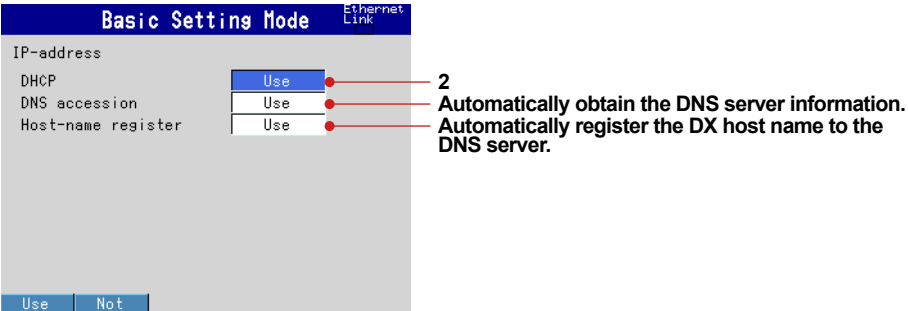 Basic Setting Mode
Ethernet
Link
IP-address
DHCP Use 2
DNS accession Use Automatically obtain the DNS server information.
Host-name register Use Automatically register the DX host name to the
DNS server.
Use Not